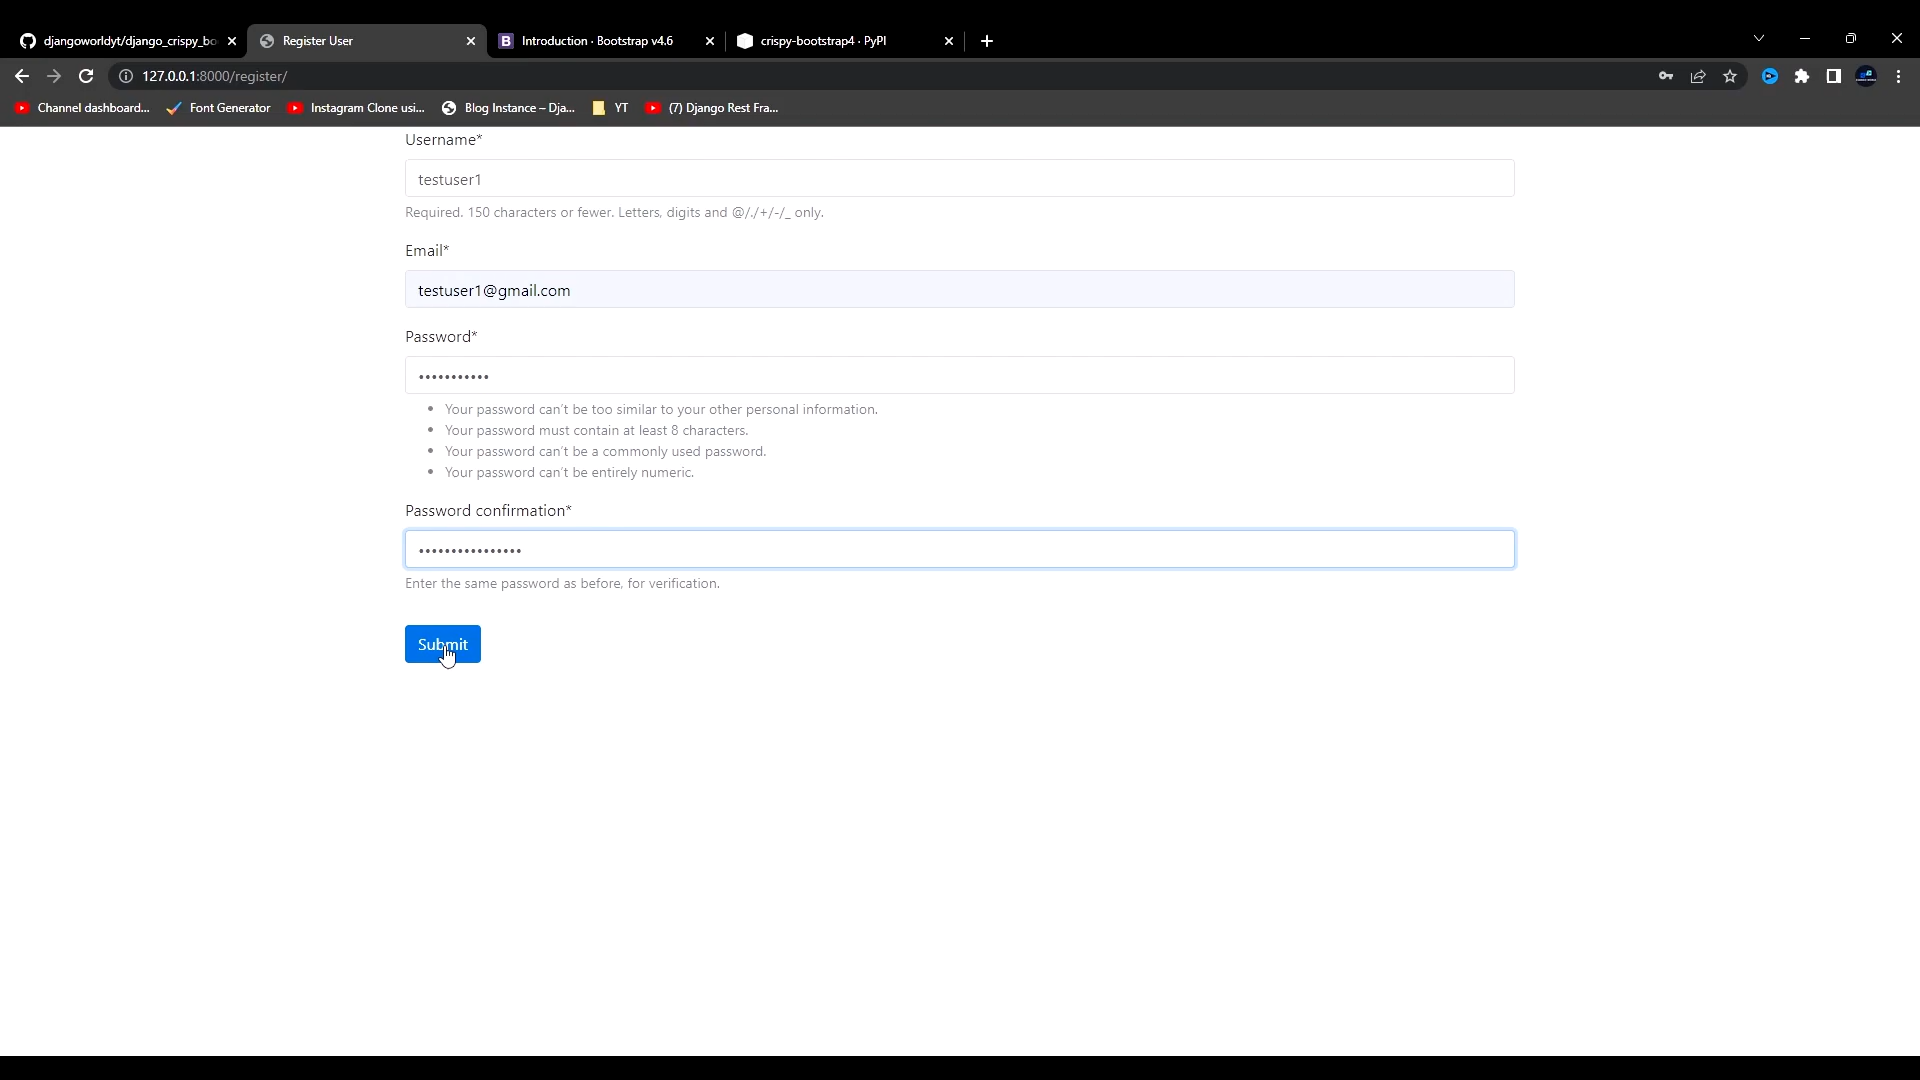 djangoworldyt/django_crispy_bo
Register User
Introduction · Bootstrap v4.6
crispy-bootstrap4 · PyPI
127.0.0.1:8000/register/
Channel dashboard...
Font Generator
Instagram Clone usi...
Blog Instance – Dja...
YT
(7) Django Rest Fra...
Username*
testuser1
Required. 150 characters or fewer. Letters, digits and @/./+/-/_ only.
Email*
testuser1@gmail.com
Password*
•••••••••••
• Your password can't be too similar to your other personal information.
• Your password must contain at least 8 characters.
• Your password can't be a commonly used password.
• Your password can't be entirely numeric.
Password confirmation*
••••••••••••••••
Enter the same password as before, for verification.
Submit